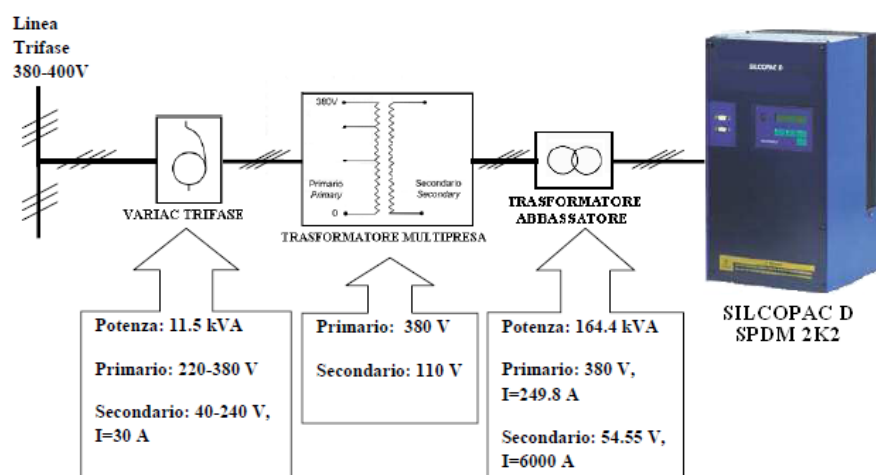 Linea
Trifase
380-400V
VARIAC TRIFASE
380V
Primario
Primary
0
Secondario
Secondary
TRASFORMATORE MULTIPRESA
TRASFORMATORE
ABBASSATORE
SILCOPAC D
SILCOPAC D
SPDM 2K2
Potenza: 11.5 kVA
Primario: 220-380 V
Secondario: 40-240 V,
I=30 A
Primario: 380 V
Secondario: 110 V
Potenza: 164.4 kVA
Primario: 380 V,
I=249.8 A
Secondario: 54.55 V,
I=6000 A